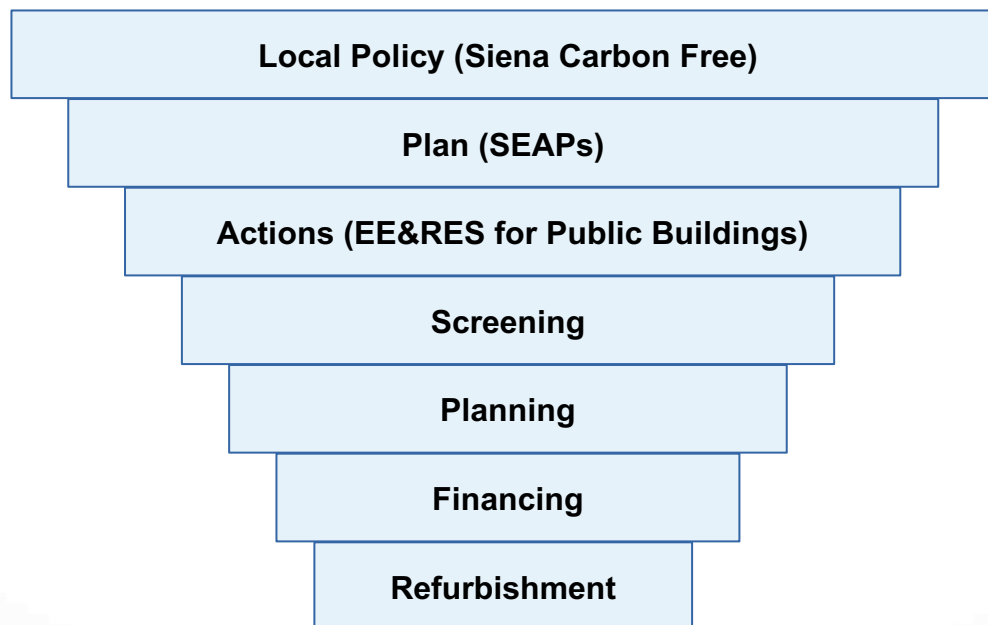 Local Policy (Siena Carbon Free)
Plan (SEAPs)
Actions (EE&RES for Public Buildings)
Screening
Planning
Financing
Refurbishment